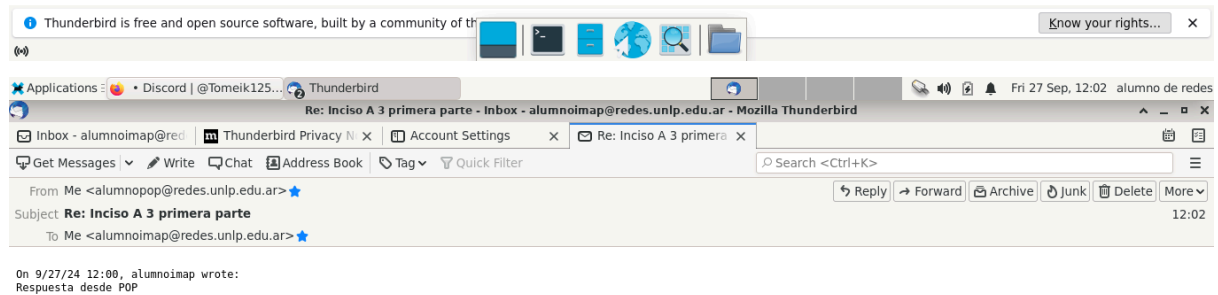 Thunderbird is free and open source software, built by a community of th
Know your rights...
Applications
• Discord | @Tomeik125...
2
Thunderbird
Fri 27 Sep, 12:02
alumno de redes
Re: Inciso A 3 primera parte - Inbox - alumnoimap@redes.unlp.edu.ar - Mozilla Thunderbird
Inbox - alumnoimap@red
m
Thunderbird Privacy N
Account Settings
Re: Inciso A 3 primera
Get Messages
Write
Chat
Address Book
Tag
Quick Filter
Search <Ctrl+K>
From Me <alumnopop@redes.unlp.edu.ar>
Reply
Forward
Archive
Junk
Delete
More
Subject Re: Inciso A 3 primera parte
12:02
To Me <alumnoimap@redes.unlp.edu.ar>
On 9/27/24 12:00, alumnoimap wrote:
Respuesta desde POP